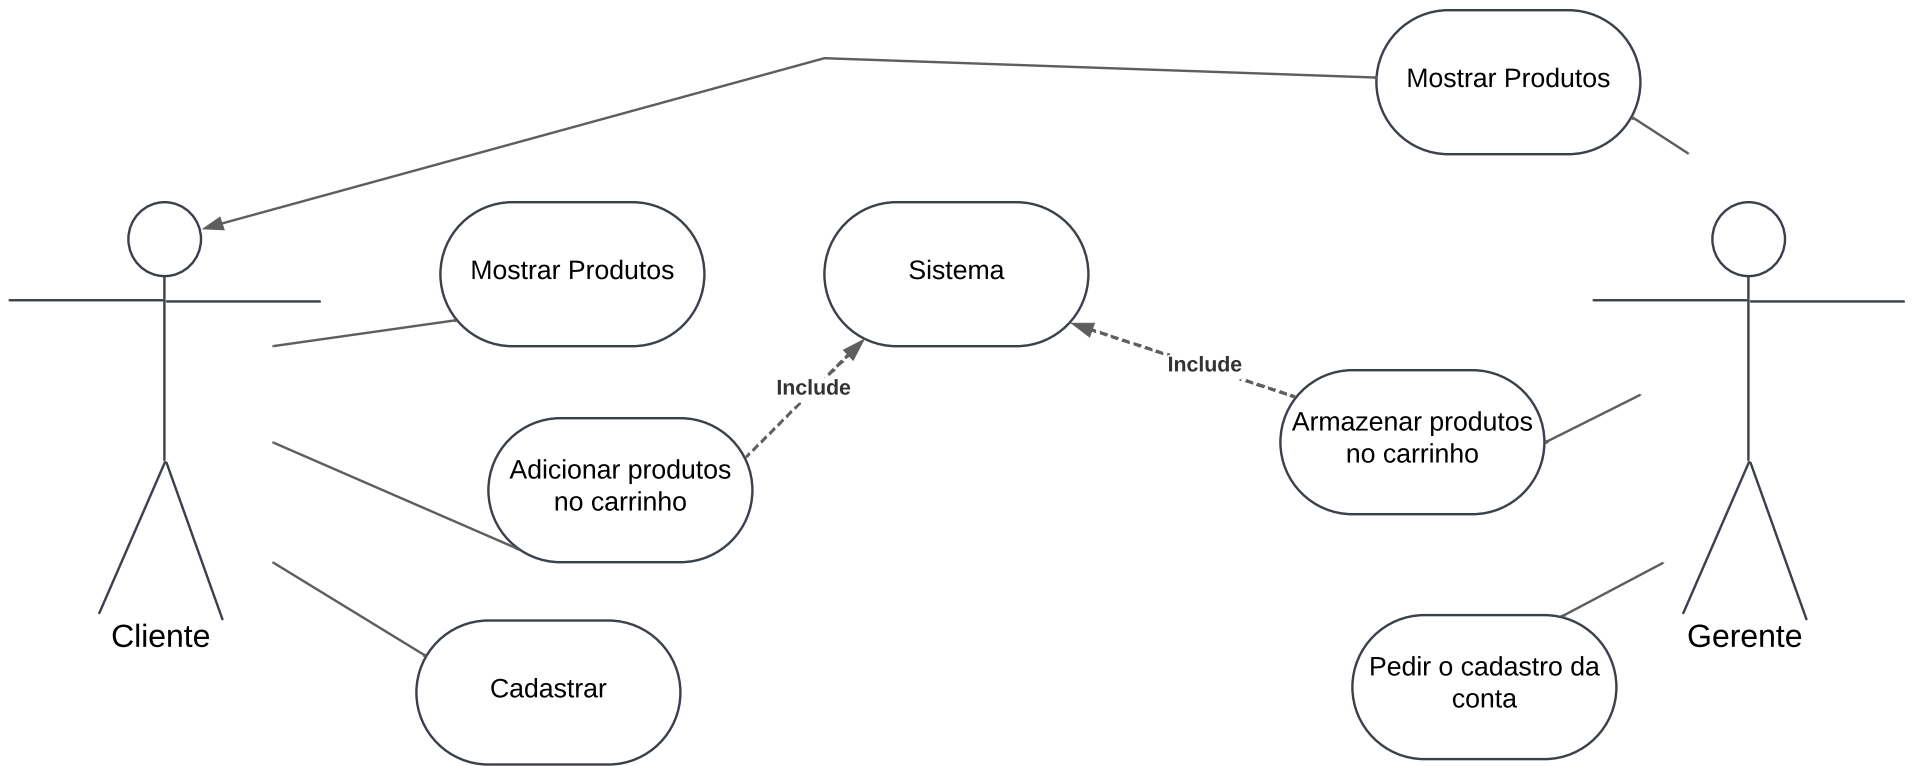 Mostrar Produtos
Mostrar Produtos
Sistema
Include
Include
Adicionar produtos
no carrinho
Armazenar produtos
no carrinho
Cliente
Gerente
Cadastrar
Pedir o cadastro da
conta